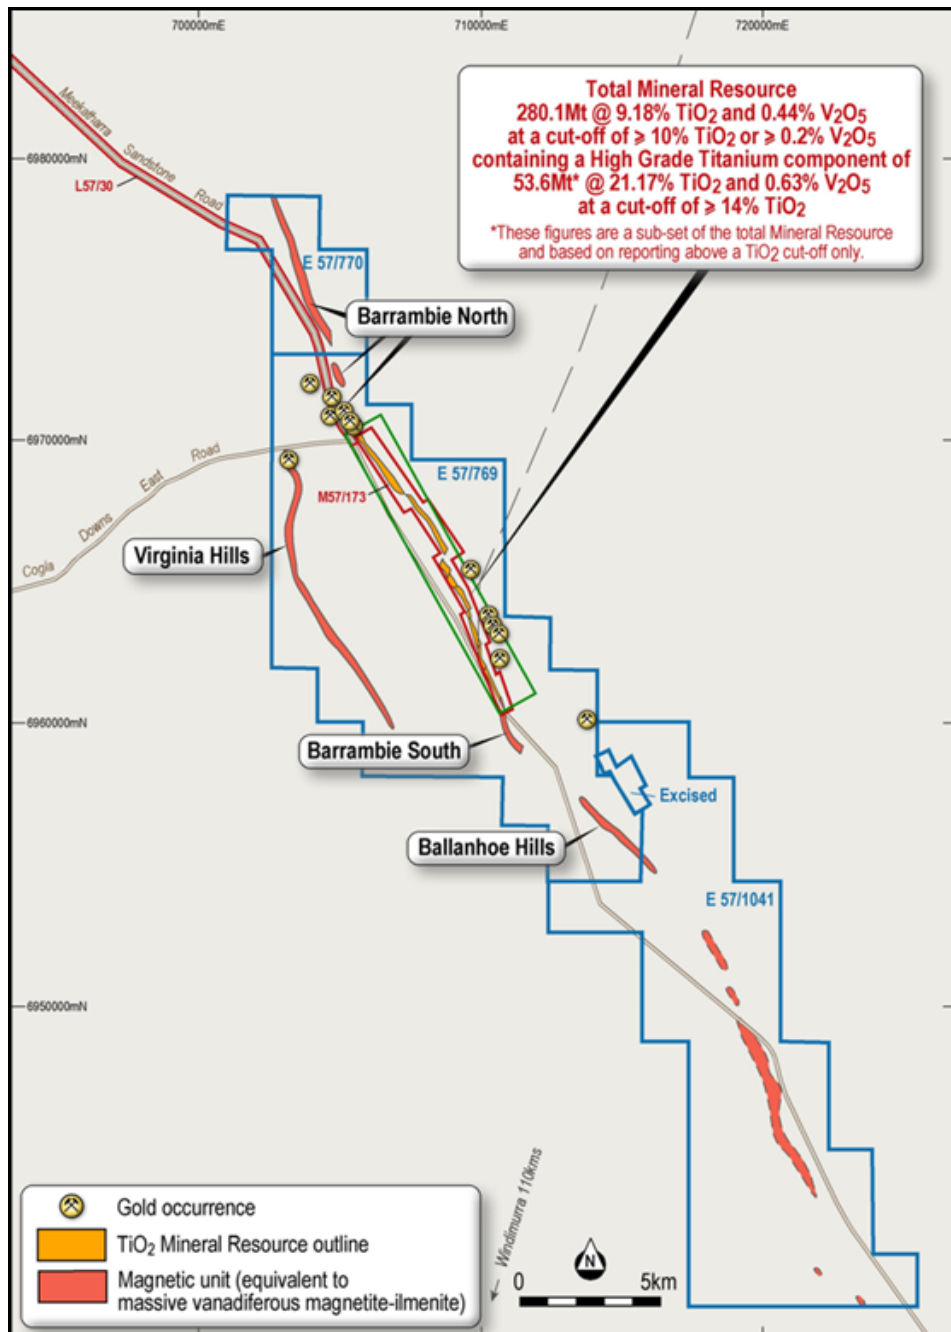 700000mE
710000mE
720000mE
Total Mineral Resource
280.1Mt @ 9.18% TiO2 and 0.44% V2O5
at a cut-off of ⩾ 10% TiO2 or ⩾ 0.2% V2O5
containing a High Grade Titanium component of
53.6Mt* @ 21.17% TiO2 and 0.63% V2O5
at a cut-off of ⩾ 14% TiO2
*These figures are a sub-set of the total Mineral Resource
and based on reporting above a TiO2 cut-off only.
Meekatharra Sandstone Road
6980000mN
L57/30
E 57/770
Barrambie North
6970000mN
E 57/769
M57/173
Cogla Downs East Road
Virginia Hills
6960000mN
Barrambie South
Excised
Ballanhoe Hills
E 57/1041
6950000mN
Windimurra 110kms
N
0 5km
Gold occurrence
TiO2 Mineral Resource outline
Magnetic unit (equivalent to
massive vanadiferous magnetite-ilmenite)